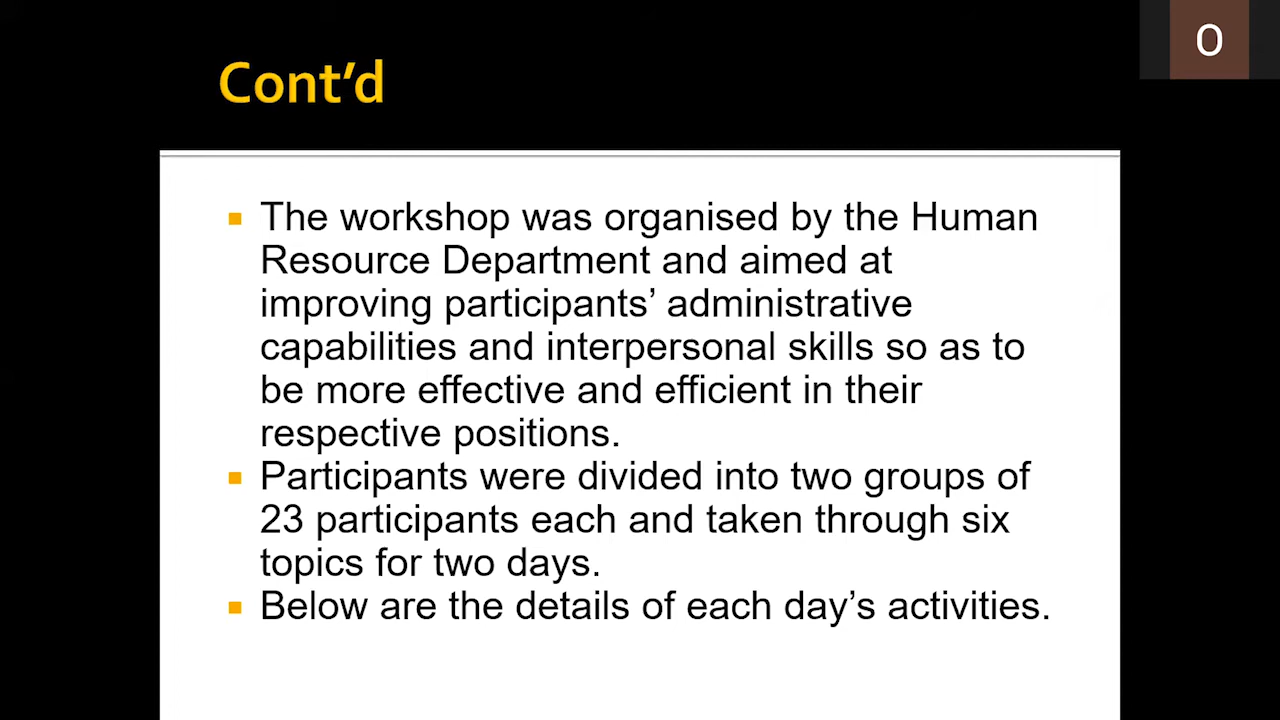 O
Cont’d
The workshop was organised by the Human
Resource Department and aimed at
improving participants’ administrative
capabilities and interpersonal skills so as to
be more effective and efficient in their
respective positions.
Participants were divided into two groups of
23 participants each and taken through six
topics for two days.
Below are the details of each day’s activities.